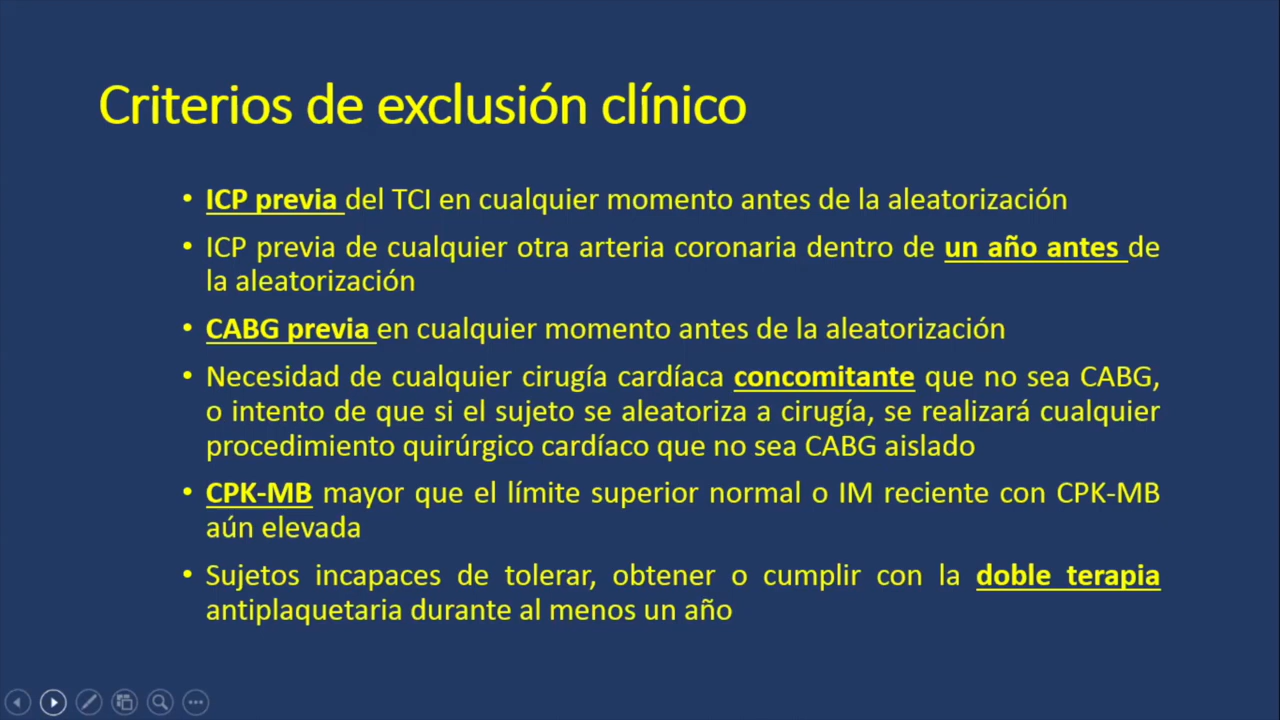 Criterios de exclusión clínico
• ICP previa del TCI en cualquier momento antes de la aleatorización
• ICP previa de cualquier otra arteria coronaria dentro de un año antes de
la aleatorización
• CABG previa en cualquier momento antes de la aleatorización
• Necesidad de cualquier cirugía cardíaca concomitante que no sea CABG,
o intento de que si el sujeto se aleatoriza a cirugía, se realizará cualquier
procedimiento quirúrgico cardíaco que no sea CABG aislado
• CPK-MB mayor que el límite superior normal o IM reciente con CPK-MB
aún elevada
• Sujetos incapaces de tolerar, obtener o cumplir con la doble terapia
antiplaquetaria durante al menos un año